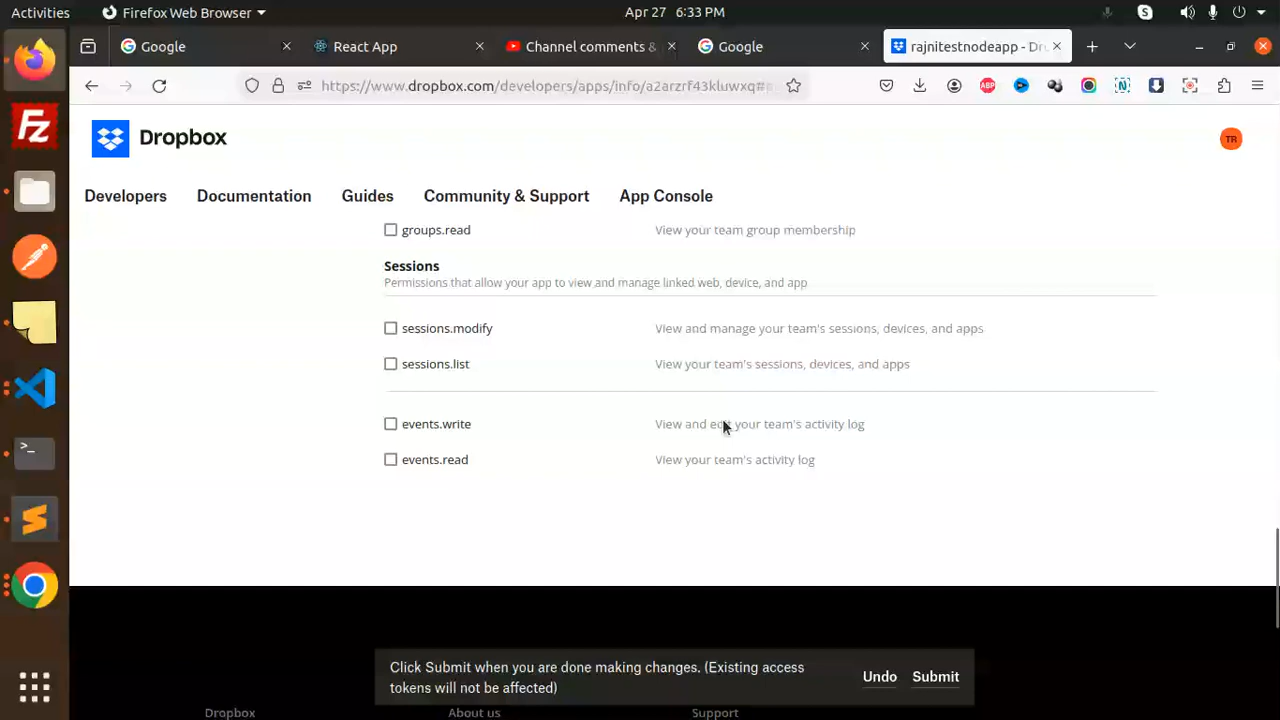 Activities
Firefox Web Browser
Apr 27 6:33 PM
Google
React App
Channel comments &
Google
rajnitestnodeapp - Dr
https://www.dropbox.com/developers/apps/info/a2arzrf43kluwxq#
ABP
N
Fz
Dropbox
TR
Developers
Documentation
Guides
Community & Support
App Console
groups.read
View your team group membership
Sessions
Permissions that allow your app to view and manage linked web, device, and app
sessions.modify
View and manage your team's sessions, devices, and apps
sessions.list
View your team's sessions, devices, and apps
events.write
View and edit your team's activity log
events.read
View your team's activity log
Click Submit when you are done making changes. (Existing access
tokens will not be affected)
Undo
Submit
Dropbox
About us
Support